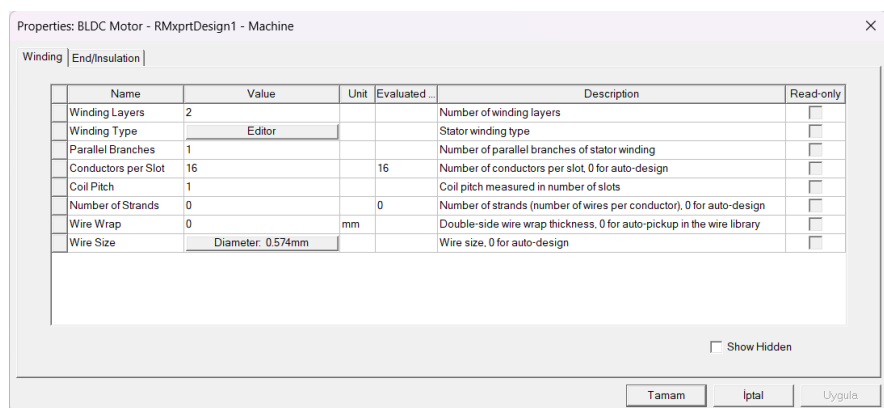 Properties: BLDC Motor - RMxprtDesign1 - Machine
Winding End/Insulation
Name Value Unit Evaluated ... Description Read-only
Winding Layers 2 Number of winding layers
Winding Type Editor Stator winding type
Parallel Branches 1 Number of parallel branches of stator winding
Conductors per Slot 16 16 Number of conductors per slot, 0 for auto-design
Coil Pitch 1 Coil pitch measured in number of slots
Number of Strands 0 0 Number of strands (number of wires per conductor), 0 for auto-design
Wire Wrap 0 mm Double-side wire wrap thickness, 0 for auto-pickup in the wire library
Wire Size Diameter: 0.574mm Wire size, 0 for auto-design
Show Hidden
Tamam İptal Uygula